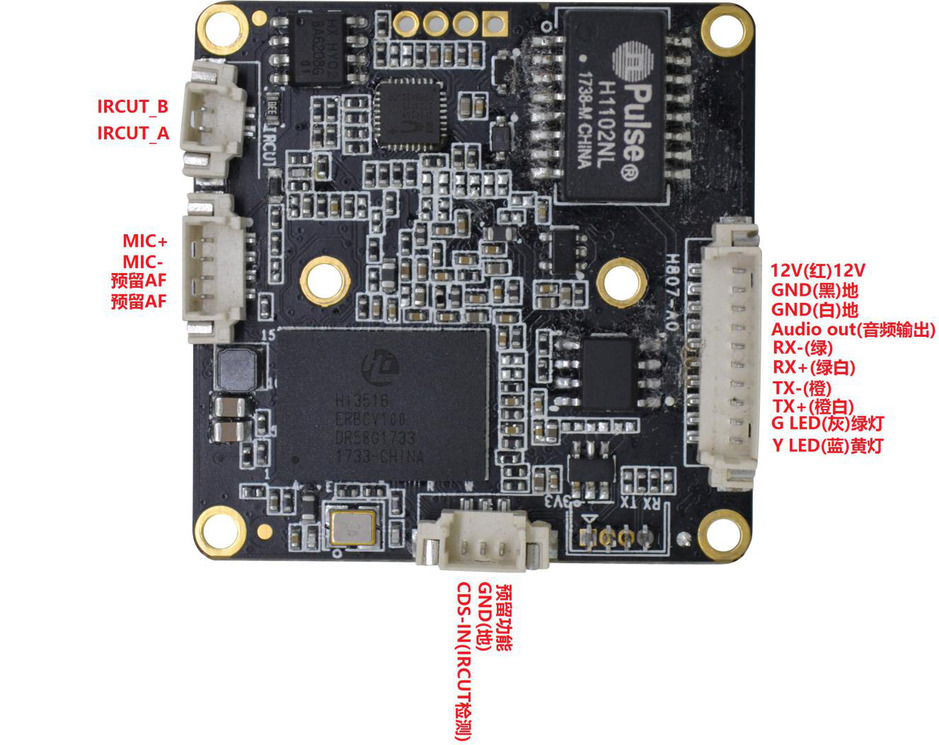 IRCUT_B
IRCUT_A
MIC+
MIC-
预留AF
预留AF
IRCUT
Pulse®
H1102NL
1738-M CHINA
H807-A0
12V(红)12V
GND(黑)地
GND(白)地
Audio out(音频输出)
RX-(绿)
RX+(绿白)
TX-(橙)
TX+(橙白)
G LED(灰)绿灯
Y LED(蓝)黄灯
15
Hi3516
ERBCV100
DR58G1733
1733-CHINA
1
3V3
RX TX
预留功能
GND(地)
CDS-IN(IRCUT检测)